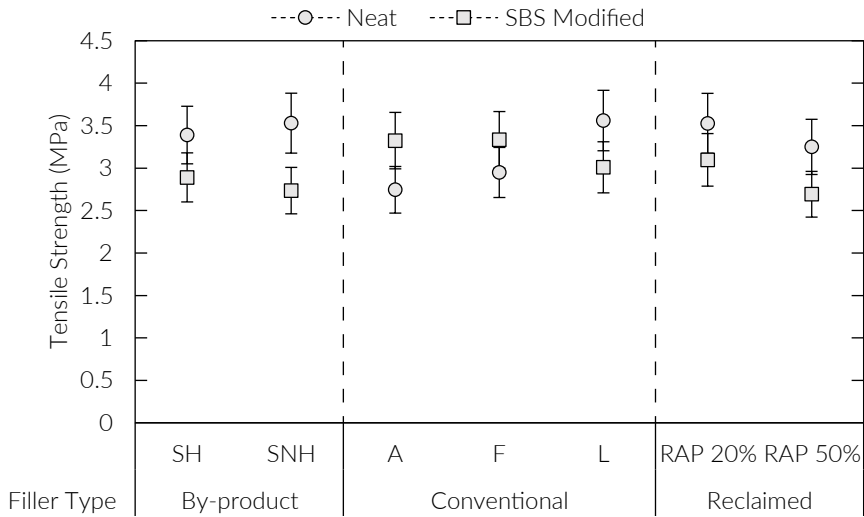 Neat SBS Modified
4.5
4
3.5
3
2.5
2
1.5
1
0.5
0
Tensile Strength (MPa)
SH SNH A F L RAP 20% RAP 50%
Filler Type By-product Conventional Reclaimed